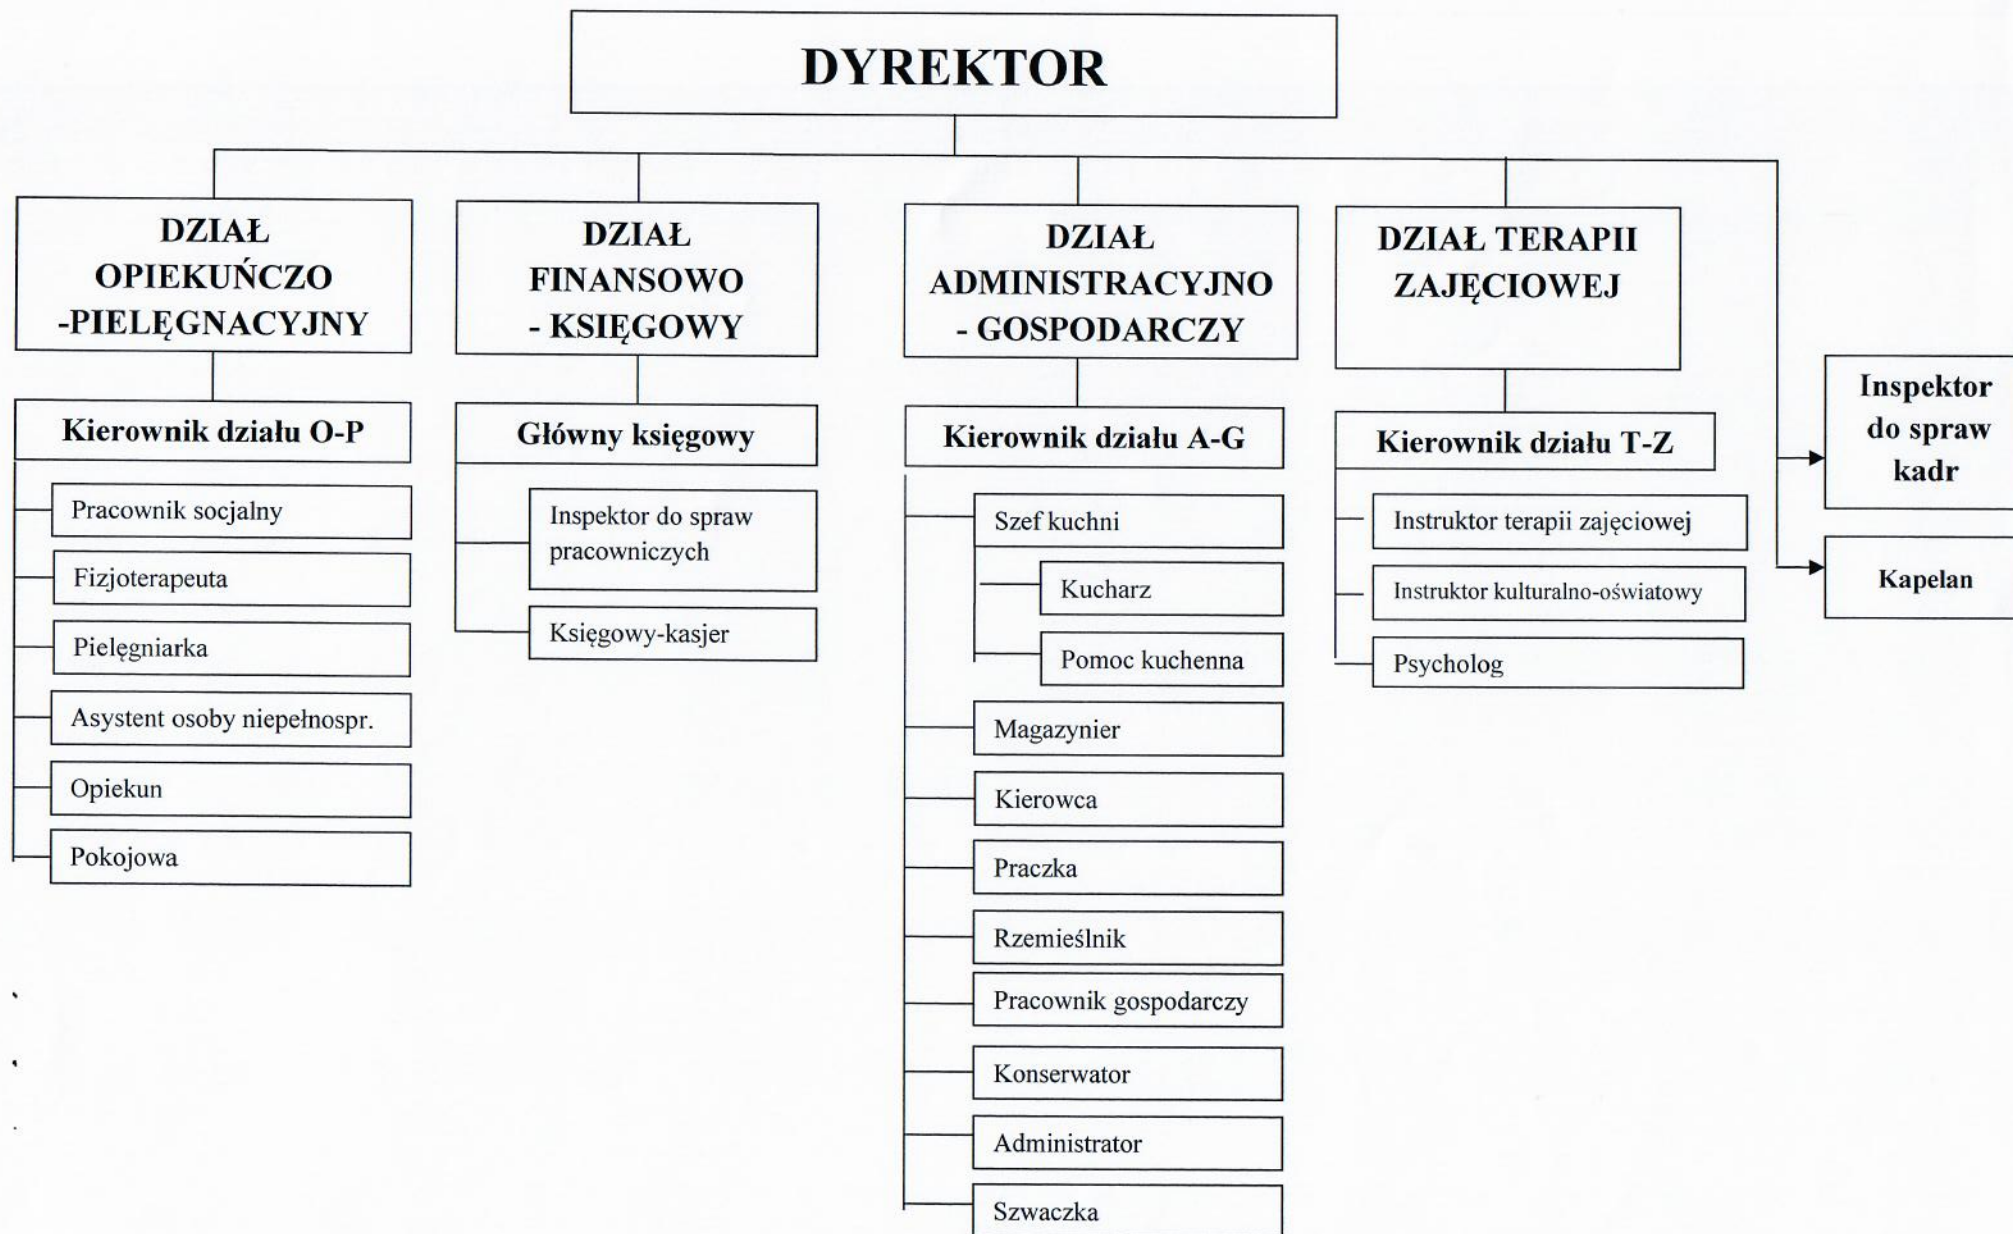 DYREKTOR
DZIAŁ
OPIEKUŃCZO
-PIELĘGNACYJNY
Kierownik działu O-P
Pracownik socjalny
Fizjoterapeuta
Pielęgniarka
Asystent osoby niepełnospr.
Opiekun
Pokojowa
DZIAŁ
FINANSOWO
- KSIĘGOWY
Główny księgowy
Inspektor do spraw
pracowniczych
Księgowy-kasjer
DZIAŁ
ADMINISTRACYJNO
- GOSPODARCZY
Kierownik działu A-G
Szef kuchni
Kucharz
Pomoc kuchenna
Magazynier
Kierowca
Praczka
Rzemieślnik
Pracownik gospodarczy
Konserwator
Administrator
Szwaczka
DZIAŁ TERAPII
ZAJĘCIOWEJ
Kierownik działu T-Z
Instruktor terapii zajęciowej
Instruktor kulturalno-oświatowy
Psycholog
Inspektor
do spraw
kadr
Kapelan